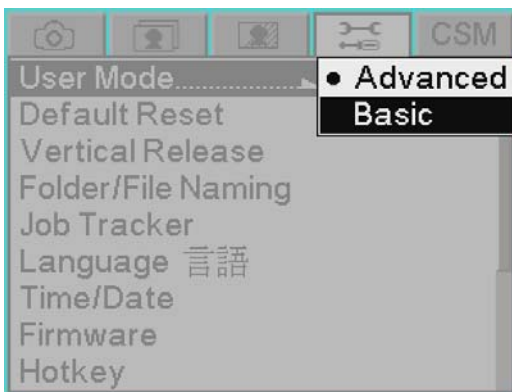 CSM
User Mode
• Advanced
Basic
Default Reset
Vertical Release
Folder/File Naming
Job Tracker
Language 言語
Time/Date
Firmware
Hotkey